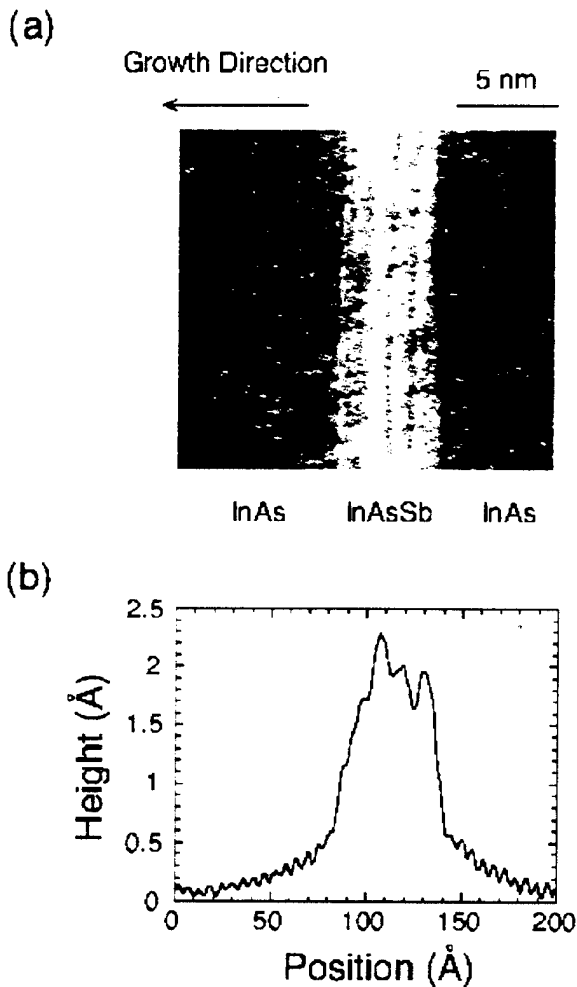 (a)
Growth Direction
5 nm
InAs InAsSb InAs
(b)
2.5
2
1.5
1
0.5
0
0 50 100 150 200
Height (Å)
Position (Å)